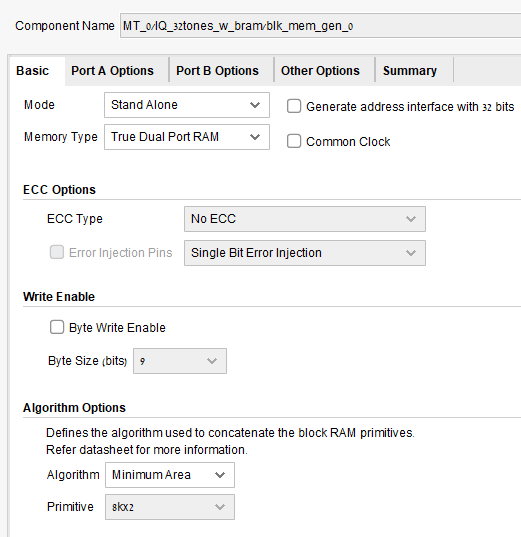 Component Name MT_0/IQ_32tones_w_bram/blk_mem_gen_0
Basic Port A Options Port B Options Other Options Summary
Mode Stand Alone Generate address interface with 32 bits
Memory Type True Dual Port RAM Common Clock
ECC Options
ECC Type No ECC
Error Injection Pins Single Bit Error Injection
Write Enable
Byte Write Enable
Byte Size (bits) 9
Algorithm Options
Defines the algorithm used to concatenate the block RAM primitives.
Refer datasheet for more information.
Algorithm Minimum Area
Primitive 8kx2